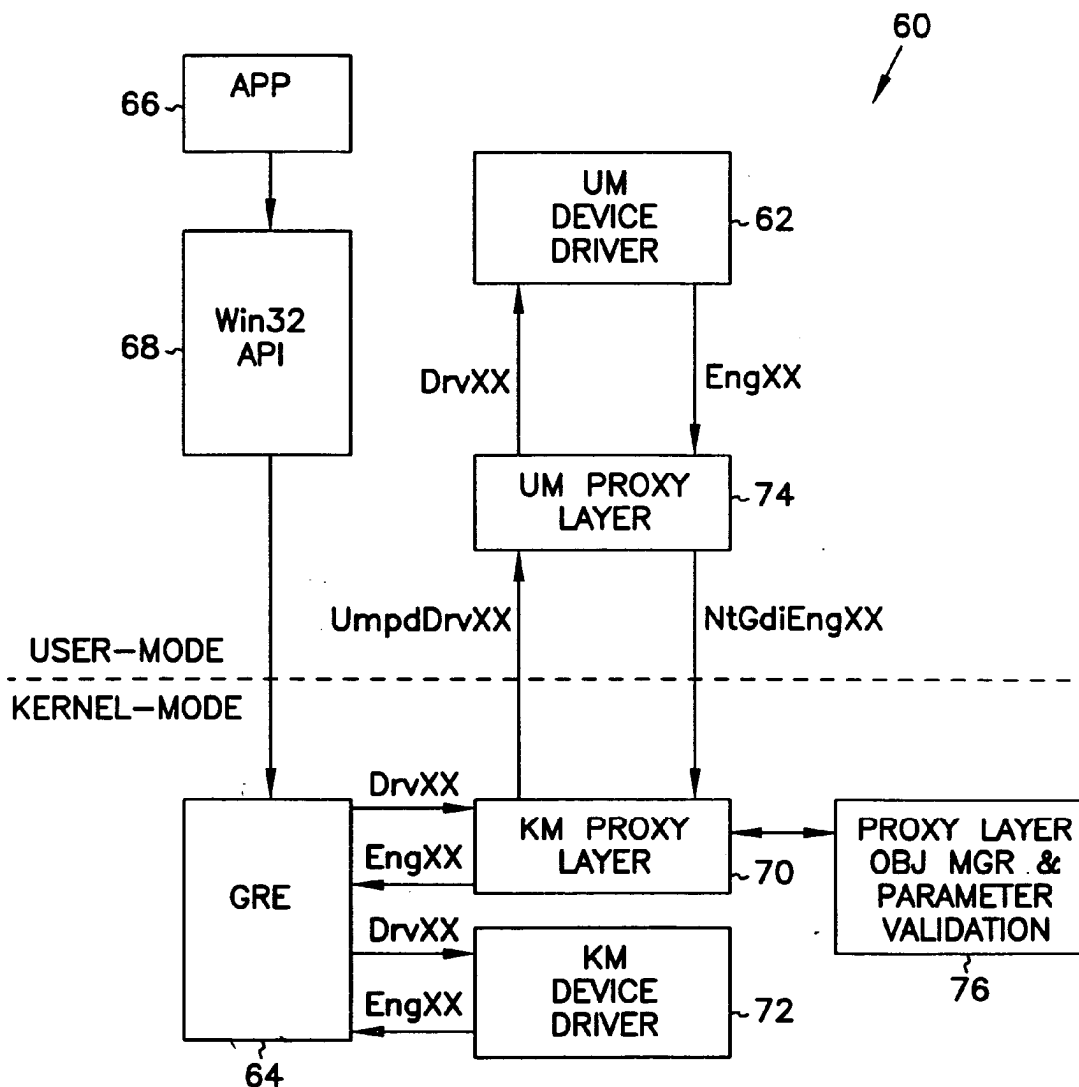 60
APP
66
UM
DEVICE
DRIVER
62
Win32
API
68
DrvXX
EngXX
UM PROXY
LAYER
74
UmpdDrvXX
NtGdiEngXX
USER-MODE
KERNEL-MODE
DrvXX
EngXX
GRE
DrvXX
EngXX
64
KM PROXY
LAYER
70
PROXY LAYER
OBJ MGR &
PARAMETER
VALIDATION
76
KM
DEVICE
DRIVER
72